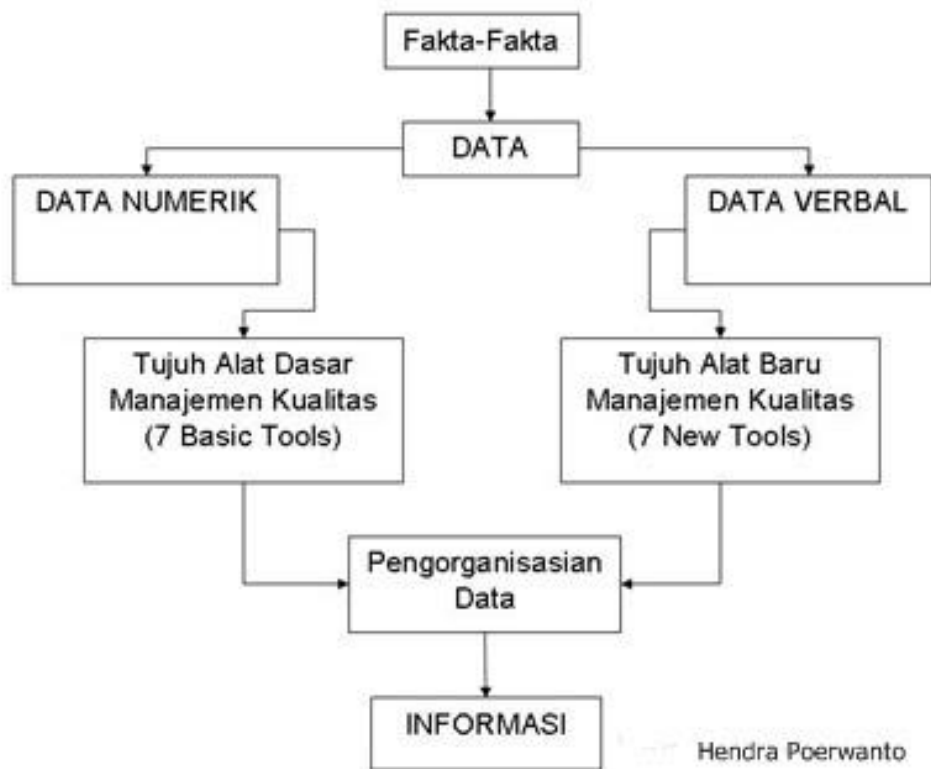 Fakta-Fakta
DATA
DATA NUMERIK
DATA VERBAL
Tujuh Alat Dasar
Manajemen Kualitas
(7 Basic Tools)
Tujuh Alat Baru
Manajemen Kualitas
(7 New Tools)
Pengorganisasian
Data
INFORMASI
Hendra Poerwanto